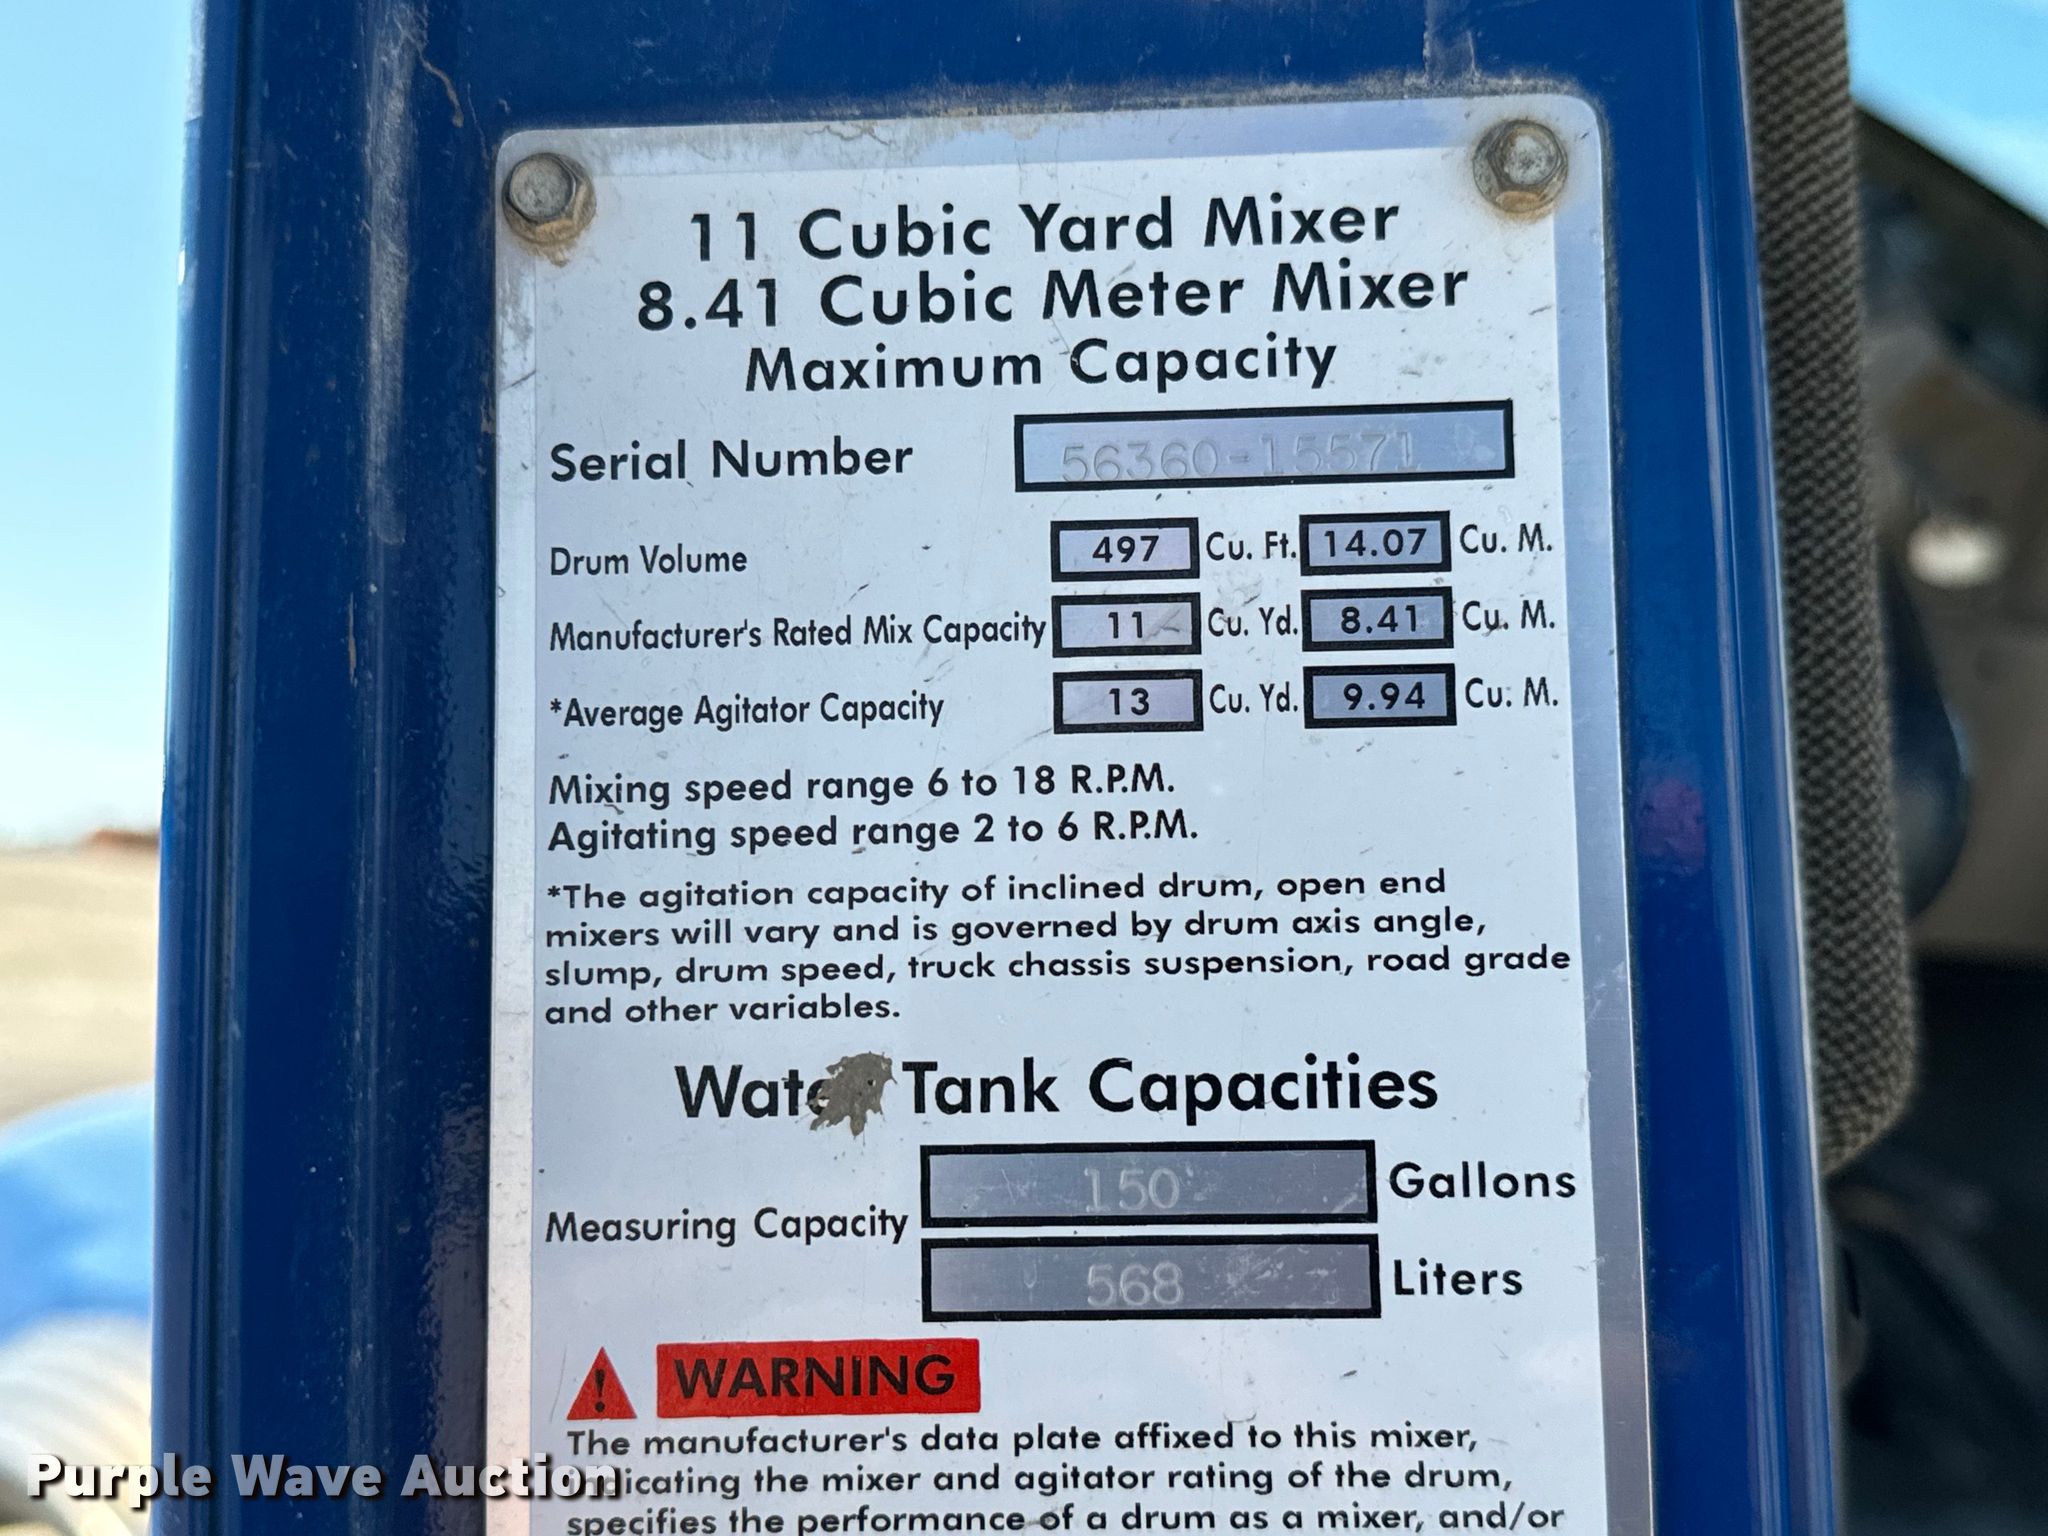 11 Cubic Yard Mixer
8.41 Cubic Meter Mixer
Maximum Capacity
Serial Number 56360-15571
Drum Volume 497 Cu. Ft. 14.07 Cu. M.
Manufacturer's Rated Mix Capacity 11 Cu. Yd. 8.41 Cu. M.
*Average Agitator Capacity 13 Cu. Yd. 9.94 Cu. M.
Mixing speed range 6 to 18 R.P.M.
Agitating speed range 2 to 6 R.P.M.
*The agitation capacity of inclined drum, open end
mixers will vary and is governed by drum axis angle,
slump, drum speed, truck chassis suspension, road grade
and other variables.
Water Tank Capacities
150 Gallons
Measuring Capacity
568 Liters
WARNING
The manufacturer's data plate affixed to this mixer,
indicating the mixer and agitator rating of the drum,
specifies the performance of a drum as a mixer, and/or
Purple Wave Auction